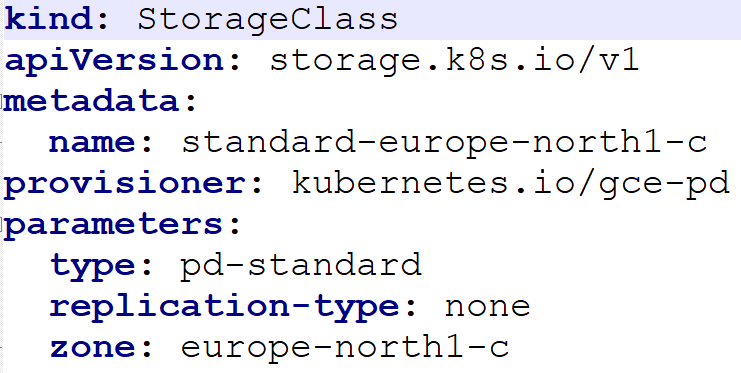 kind: StorageClass
apiVersion: storage.k8s.io/v1
metadata:
  name: standard-europe-north1-c
provisioner: kubernetes.io/gce-pd
parameters:
  type: pd-standard
  replication-type: none
  zone: europe-north1-c